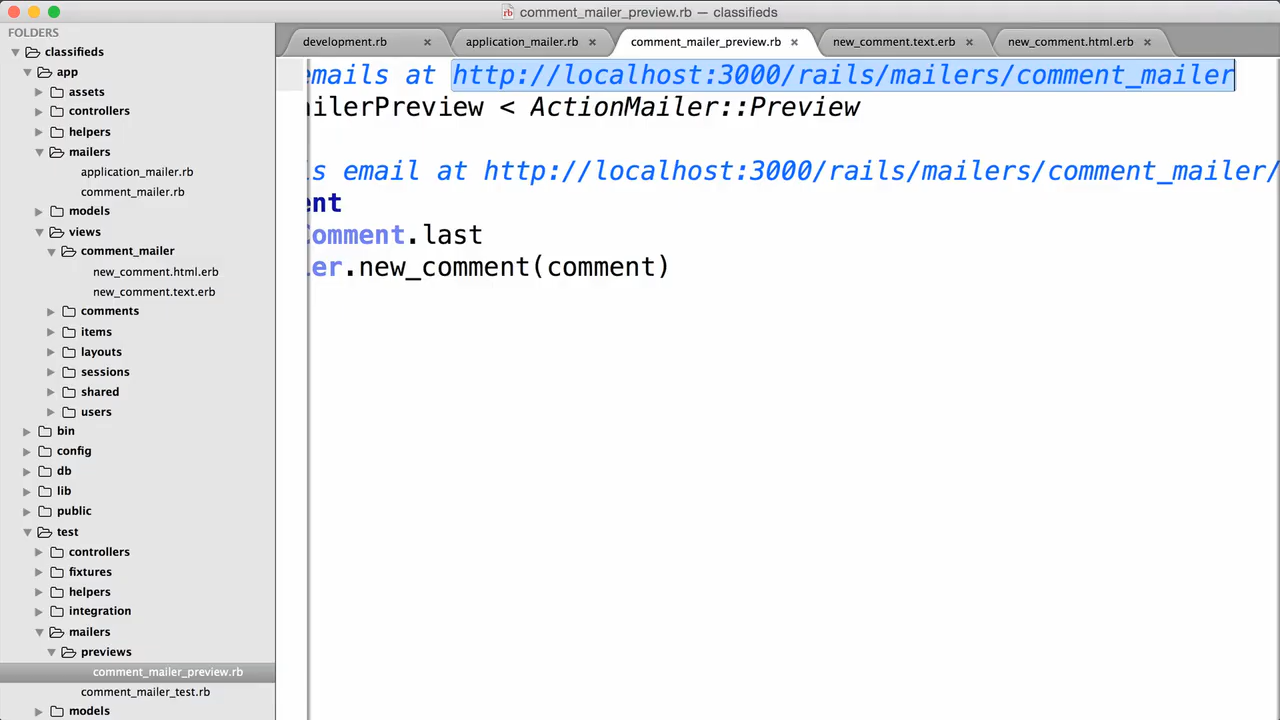 comment_mailer_preview.rb — classifieds
FOLDERS
classifieds
app
assets
controllers
helpers
mailers
application_mailer.rb
comment_mailer.rb
models
views
comment_mailer
new_comment.html.erb
new_comment.text.erb
comments
items
layouts
sessions
shared
users
bin
config
db
lib
public
test
controllers
fixtures
helpers
integration
mailers
previews
comment_mailer_preview.rb
comment_mailer_test.rb
models
development.rb
application_mailer.rb
comment_mailer_preview.rb
new_comment.text.erb
new_comment.html.erb
emails at http://localhost:3000/rails/mailers/comment_mailer
ilerPreview < ActionMailer::Preview
s email at http://localhost:3000/rails/mailers/comment_mailer/
ent
Comment.last
er.new_comment(comment)